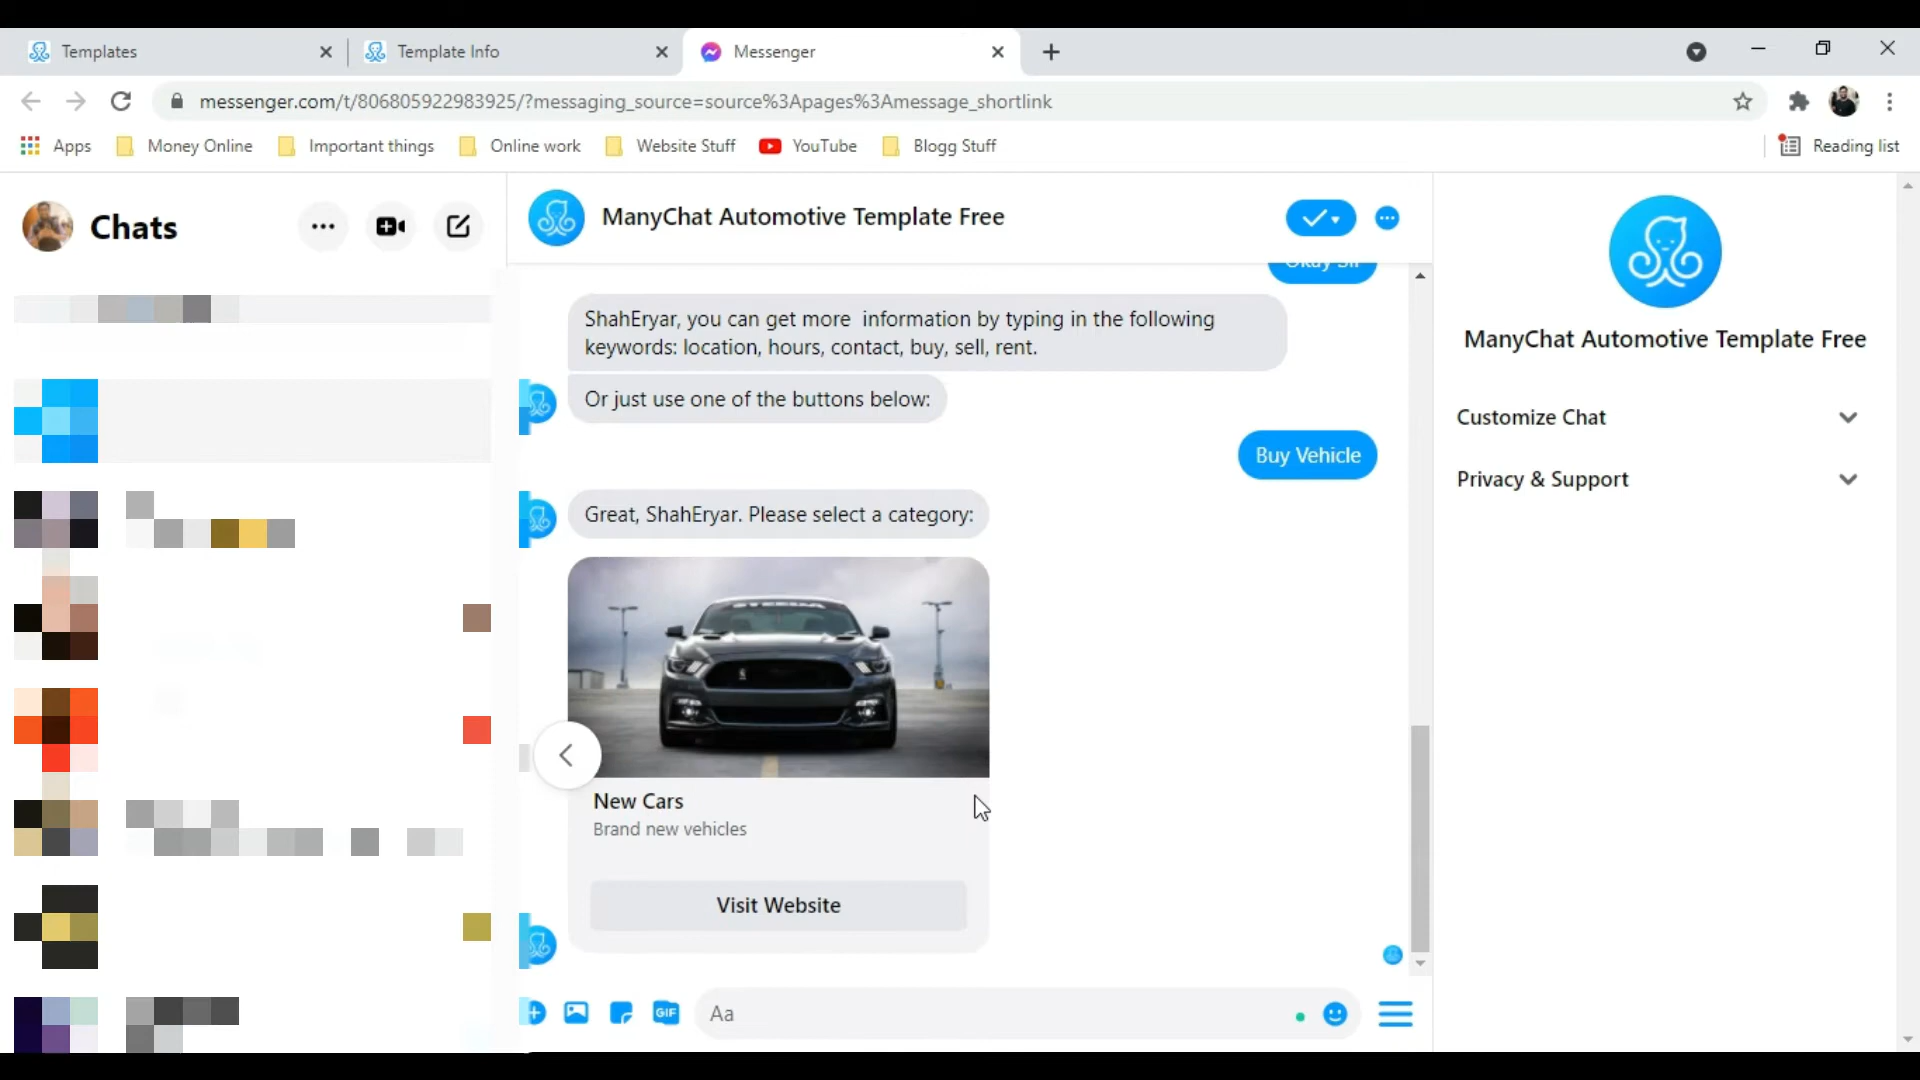 Templates
Template Info
Messenger
messenger.com/t/806805922983925/?messaging_source=source%3Apages%3Amessage_shortlink
Apps
Money Online
Important things
Online work
Website Stuff
YouTube
Blogg Stuff
Reading list
Chats
ManyChat Automotive Template Free
Okay Sir
ShahEryar, you can get more information by typing in the following
keywords: location, hours, contact, buy, sell, rent.
Or just use one of the buttons below:
Buy Vehicle
Great, ShahEryar. Please select a category:
STEEDA
New Cars
Brand new vehicles
Visit Website
GIF
Aa
ManyChat Automotive Template Free
Customize Chat
Privacy & Support